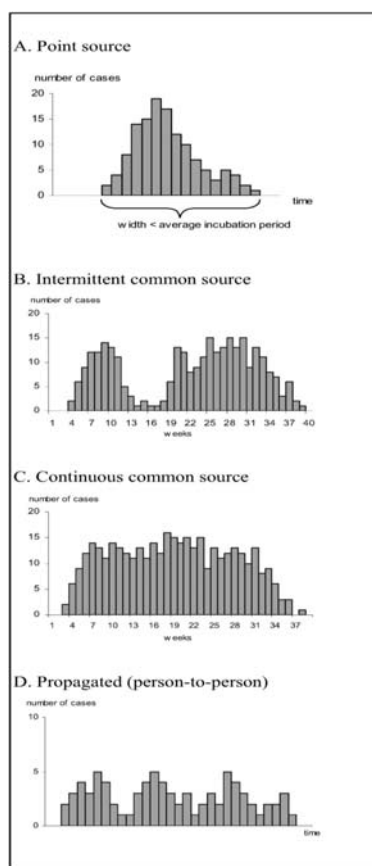 A. Point source
number of cases
20
15
10
5
0
time
width < average incubation period
B. Intermittent common source
number of cases
20
15
10
5
0
1 4 7 10 13 16 19 22 25 28 31 34 37 40
weeks
C. Continuous common source
number of cases
20
15
10
5
0
1 4 7 10 13 16 19 22 25 28 31 34 37
weeks
D. Propagated (person-to-person)
number of cases
10
5
0
time